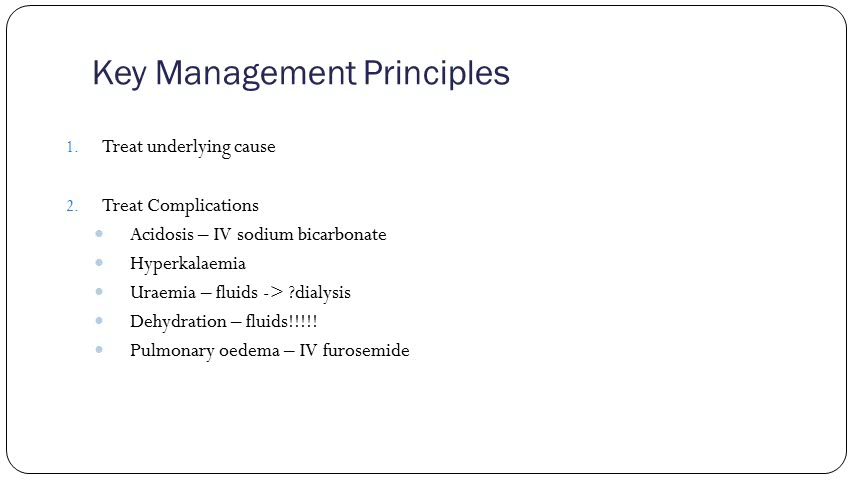 Key Management Principles
1. Treat underlying cause
2. Treat Complications
• Acidosis – IV sodium bicarbonate
• Hyperkalaemia
• Uraemia – fluids -> ?dialysis
• Dehydration – fluids!!!!!
• Pulmonary oedema – IV furosemide